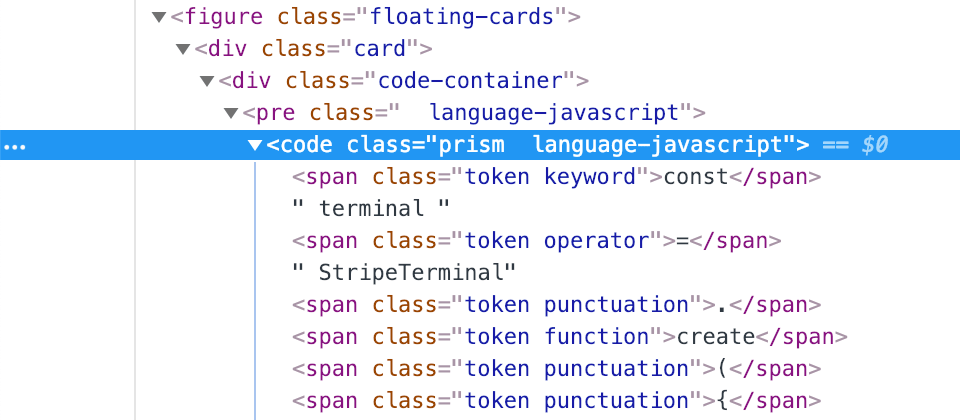 ▼<figure class="floating-cards">
▼<div class="card">
▼<div class="code-container">
▼<pre class="  language-javascript">
… ▼<code class="prism  language-javascript"> == $0
<span class="token keyword">const</span>
" terminal "
<span class="token operator">=</span>
" StripeTerminal"
<span class="token punctuation">.</span>
<span class="token function">create</span>
<span class="token punctuation">(</span>
<span class="token punctuation">{</span>